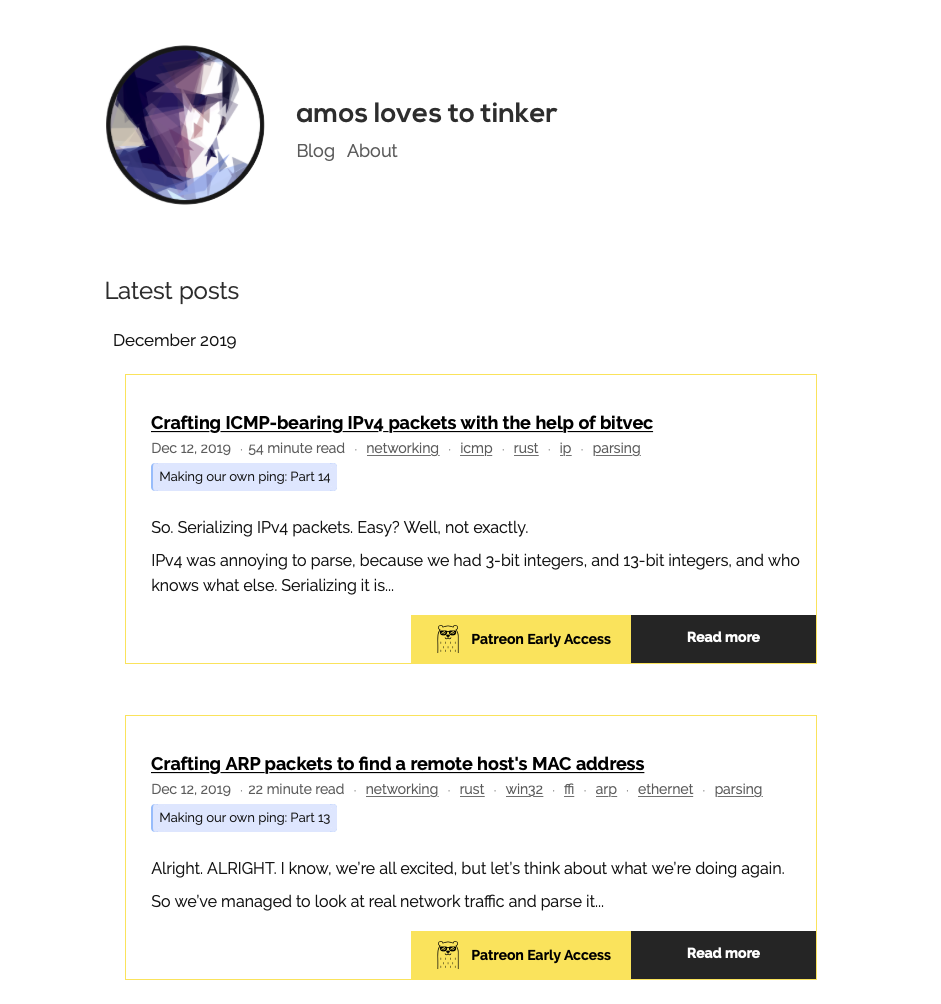 amos loves to tinker
Blog About
Latest posts
December 2019
Crafting ICMP-bearing IPv4 packets with the help of bitvec
Dec 12, 2019 · 54 minute read · networking · icmp · rust · ip · parsing
Making our own ping: Part 14
So. Serializing IPv4 packets. Easy? Well, not exactly.
IPv4 was annoying to parse, because we had 3-bit integers, and 13-bit integers, and who
knows what else. Serializing it is...
Patreon Early Access Read more
Crafting ARP packets to find a remote host's MAC address
Dec 12, 2019 · 22 minute read · networking · rust · win32 · ffi · arp · ethernet · parsing
Making our own ping: Part 13
Alright. ALRIGHT. I know, we're all excited, but let's think about what we're doing again.
So we've managed to look at real network traffic and parse it...
Patreon Early Access Read more